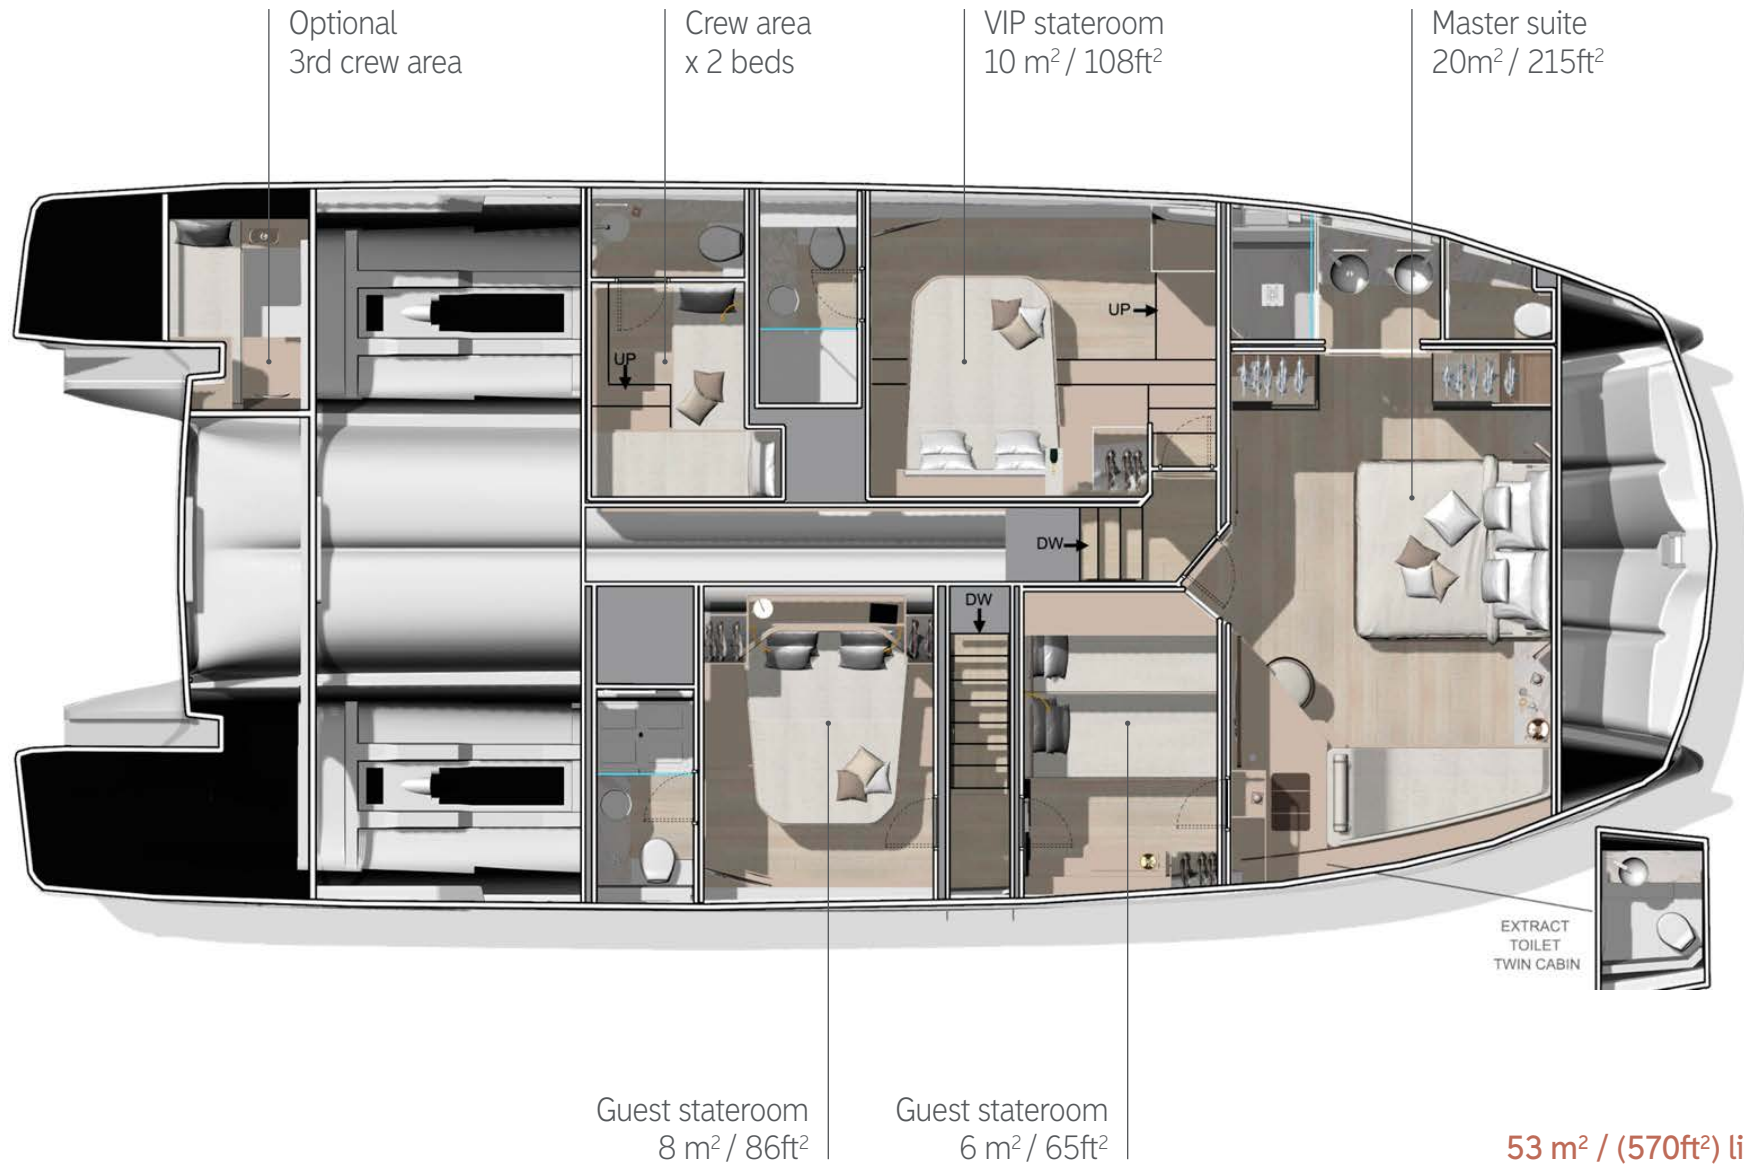 Optional
3rd crew area
Crew area
x 2 beds
VIP stateroom
10 m² / 108ft²
Master suite
20m² / 215ft²
UP
UP
DW
DW
EXTRACT
TOILET
TWIN CABIN
Guest stateroom
8 m² / 86ft²
Guest stateroom
6 m² / 65ft²
53 m² / (570ft²) li